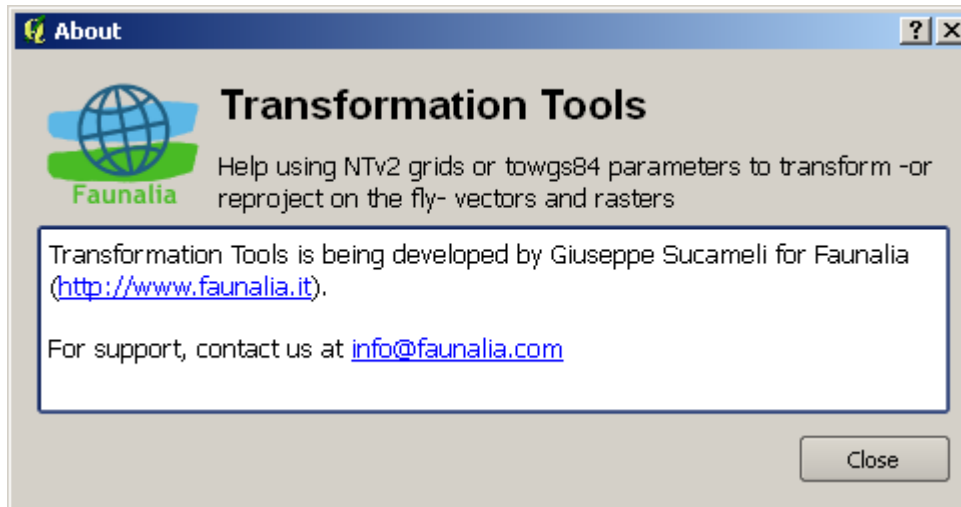 About
Transformation Tools
Help using NTv2 grids or towgs84 parameters to transform -or
reproject on the fly- vectors and rasters
Faunalia
Transformation Tools is being developed by Giuseppe Sucameli for Faunalia
(http://www.faunalia.it).
For support, contact us at info@faunalia.com
Close